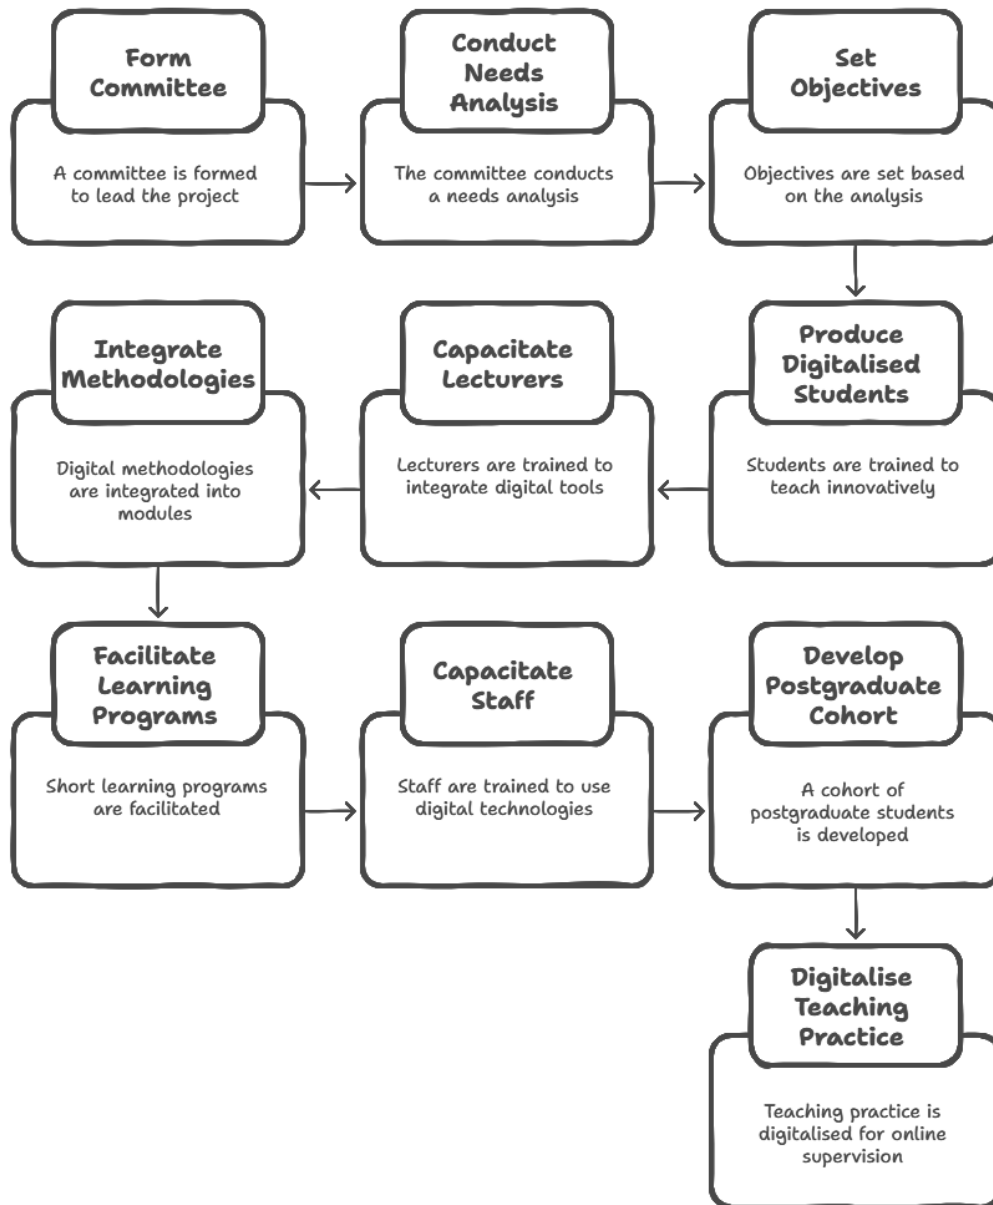 Form
Committee
A committee is formed
to lead the project
Conduct
Needs
Analysis
The committee conducts
a needs analysis
Set
Objectives
Objectives are set based
on the analysis
Produce
Digitalised
Students
Students are trained to
teach innovatively
Capacitate
Lecturers
Lecturers are trained to
integrate digital tools
Integrate
Methodologies
Digital methodologies
are integrated into
modules
Facilitate
Learning
Programs
Short learning programs
are facilitated
Capacitate
Staff
Staff are trained to use
digital technologies
Develop
Postgraduate
Cohort
A cohort of
postgraduate students
is developed
Digitalise
Teaching
Practice
Teaching practice is
digitalised for online
supervision